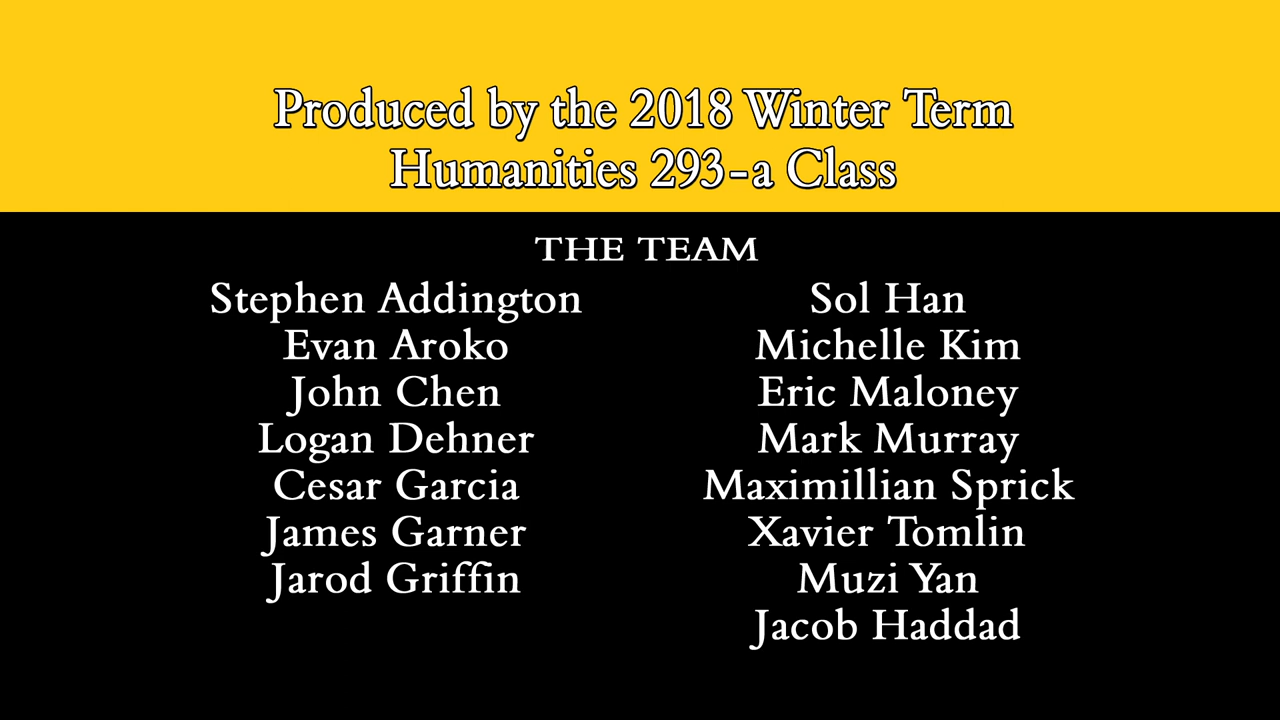 Produced by the 2018 Winter Term
Humanities 293-a Class
THE TEAM
Stephen Addington
Evan Aroko
John Chen
Logan Dehner
Cesar Garcia
James Garner
Jarod Griffin
Sol Han
Michelle Kim
Eric Maloney
Mark Murray
Maximillian Sprick
Xavier Tomlin
Muzi Yan
Jacob Haddad